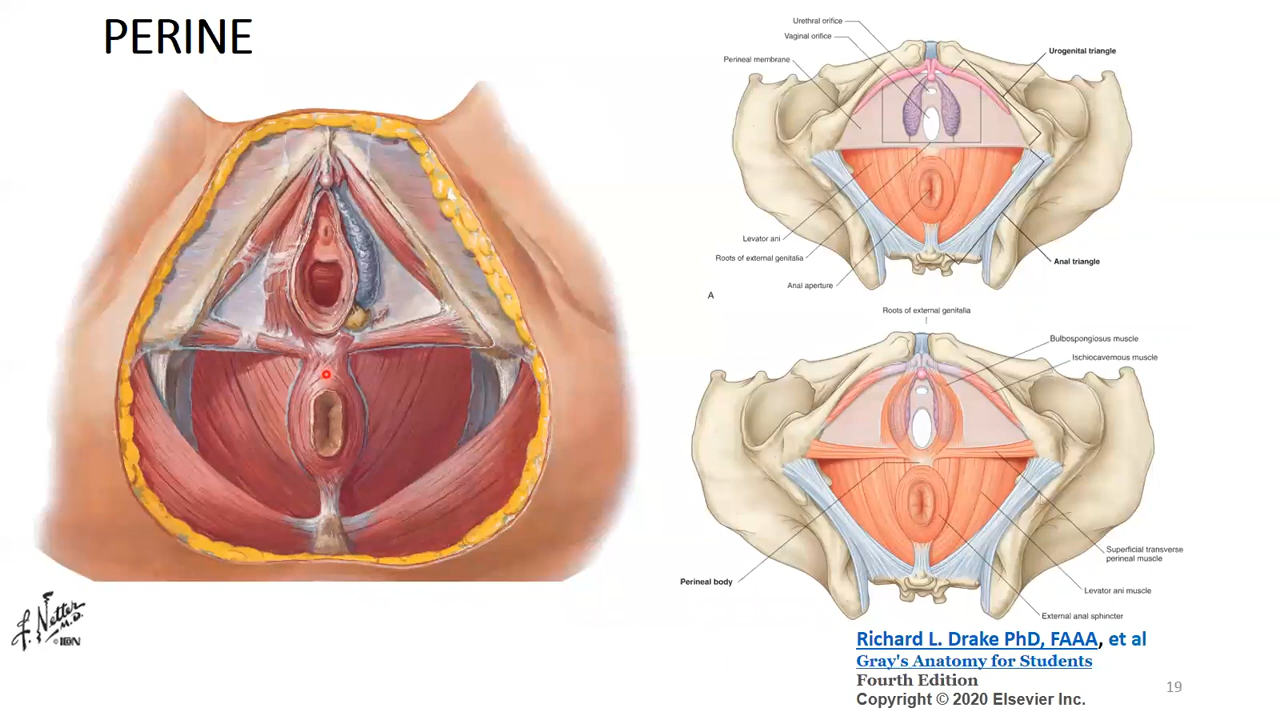 PERINE
Urethral orifice
Vaginal orifice
Perineal membrane
Urogenital triangle
Levator ani
Roots of external genitalia
Anal aperture
Anal triangle
A
Roots of external genitalia
Bulbospongiosus muscle
Ischiocavernous muscle
Perineal body
Superficial transverse
perineal muscle
Levator ani muscle
External anal sphincter
F. Netter
M.D.
© ION
Richard L. Drake PhD, FAAA, et al
Gray's Anatomy for Students
Fourth Edition
Copyright © 2020 Elsevier Inc.
19